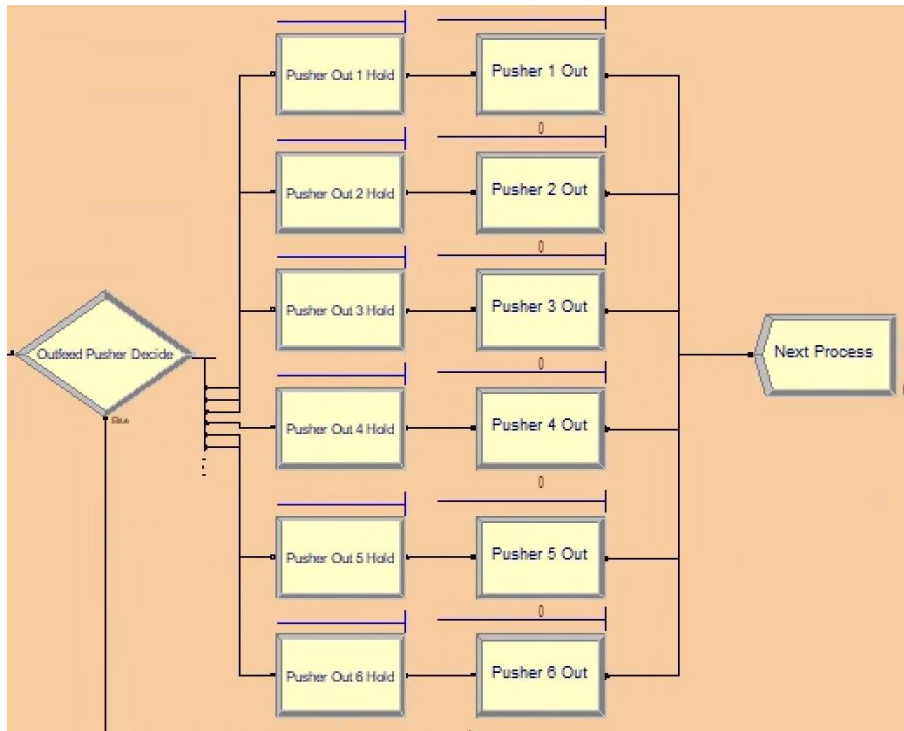 Pusher Out 1 Hold
Pusher 1 Out
0
Pusher Out 2 Hold
Pusher 2 Out
0
Pusher Out 3 Hold
Pusher 3 Out
Outfeed Pusher Decide
Next Process
0
Else
Pusher Out 4 Hold
Pusher 4 Out
0
Pusher Out 5 Hold
Pusher 5 Out
0
Pusher Out 6 Hold
Pusher 6 Out